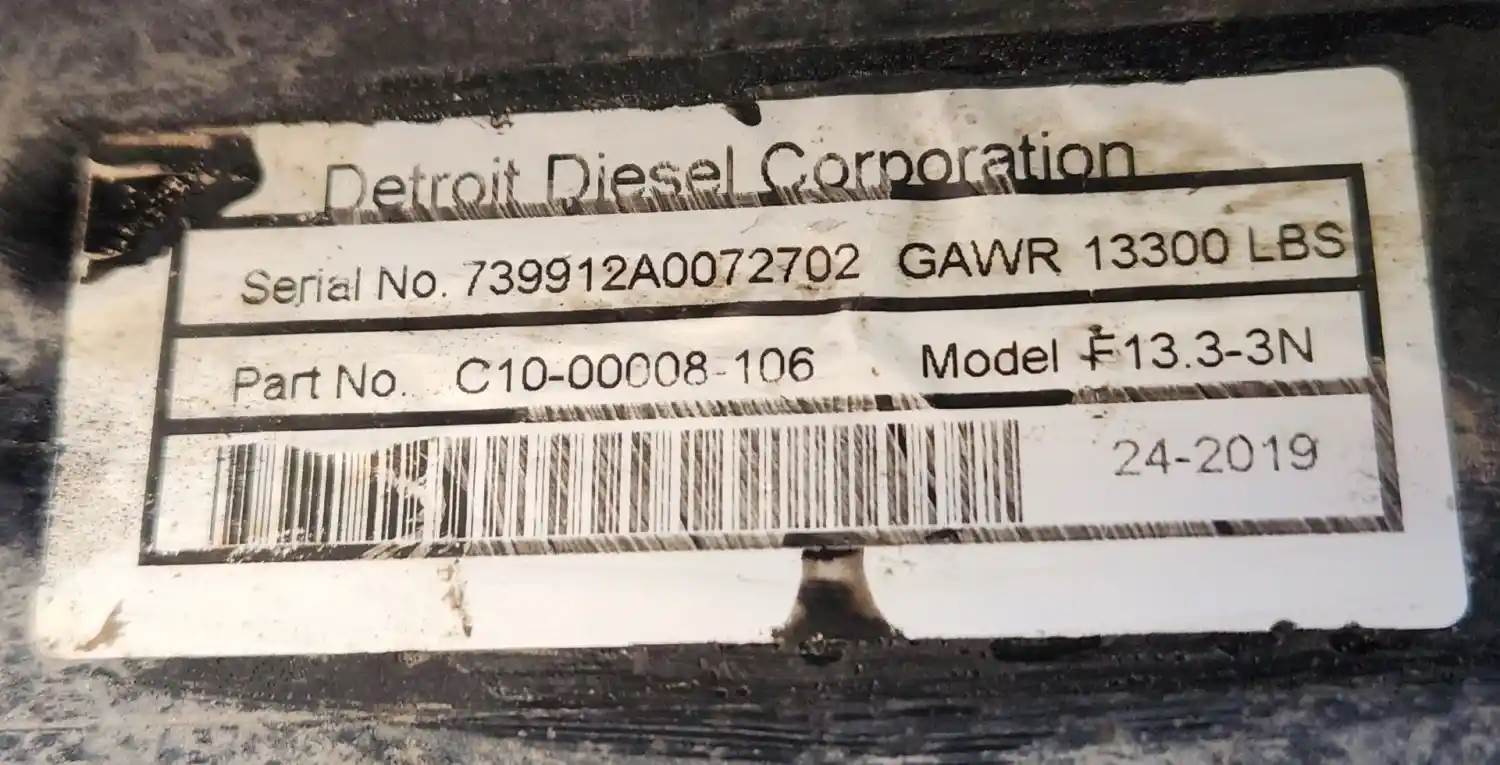 Detroit Diesel Corporation
Serial No. 739912A0072702 GAWR 13300 LBS
Part No. C10-00008-106 Model F13.3-3N
24-2019